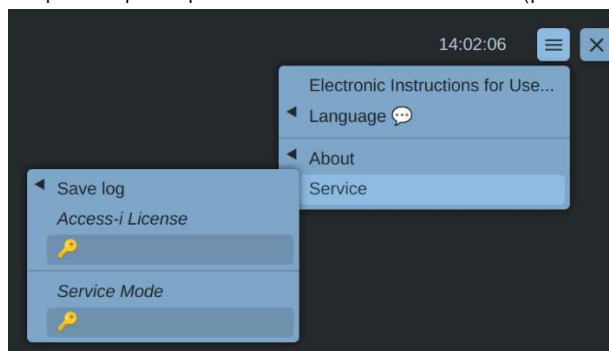 14:02:06
Electronic Instructions for Use...
Language
About
Service
Save log
Access-i License
Service Mode